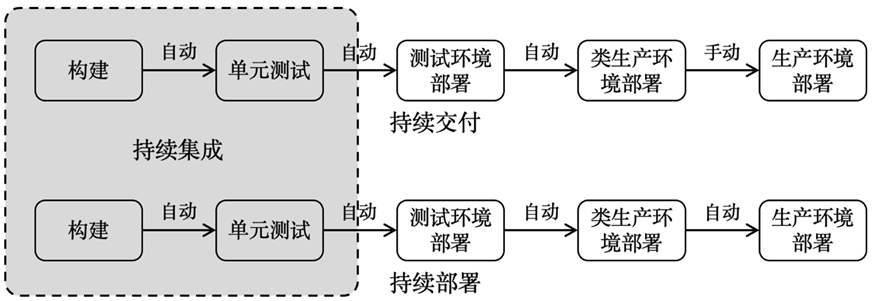 自动
自动
自动
手动
构建
单元测试
测试环境
部署
类生产环
境部署
生产环境
部署
持续交付
持续集成
自动
自动
自动
自动
构建
单元测试
测试环境
部署
类生产环
境部署
生产环境
部署
持续部署